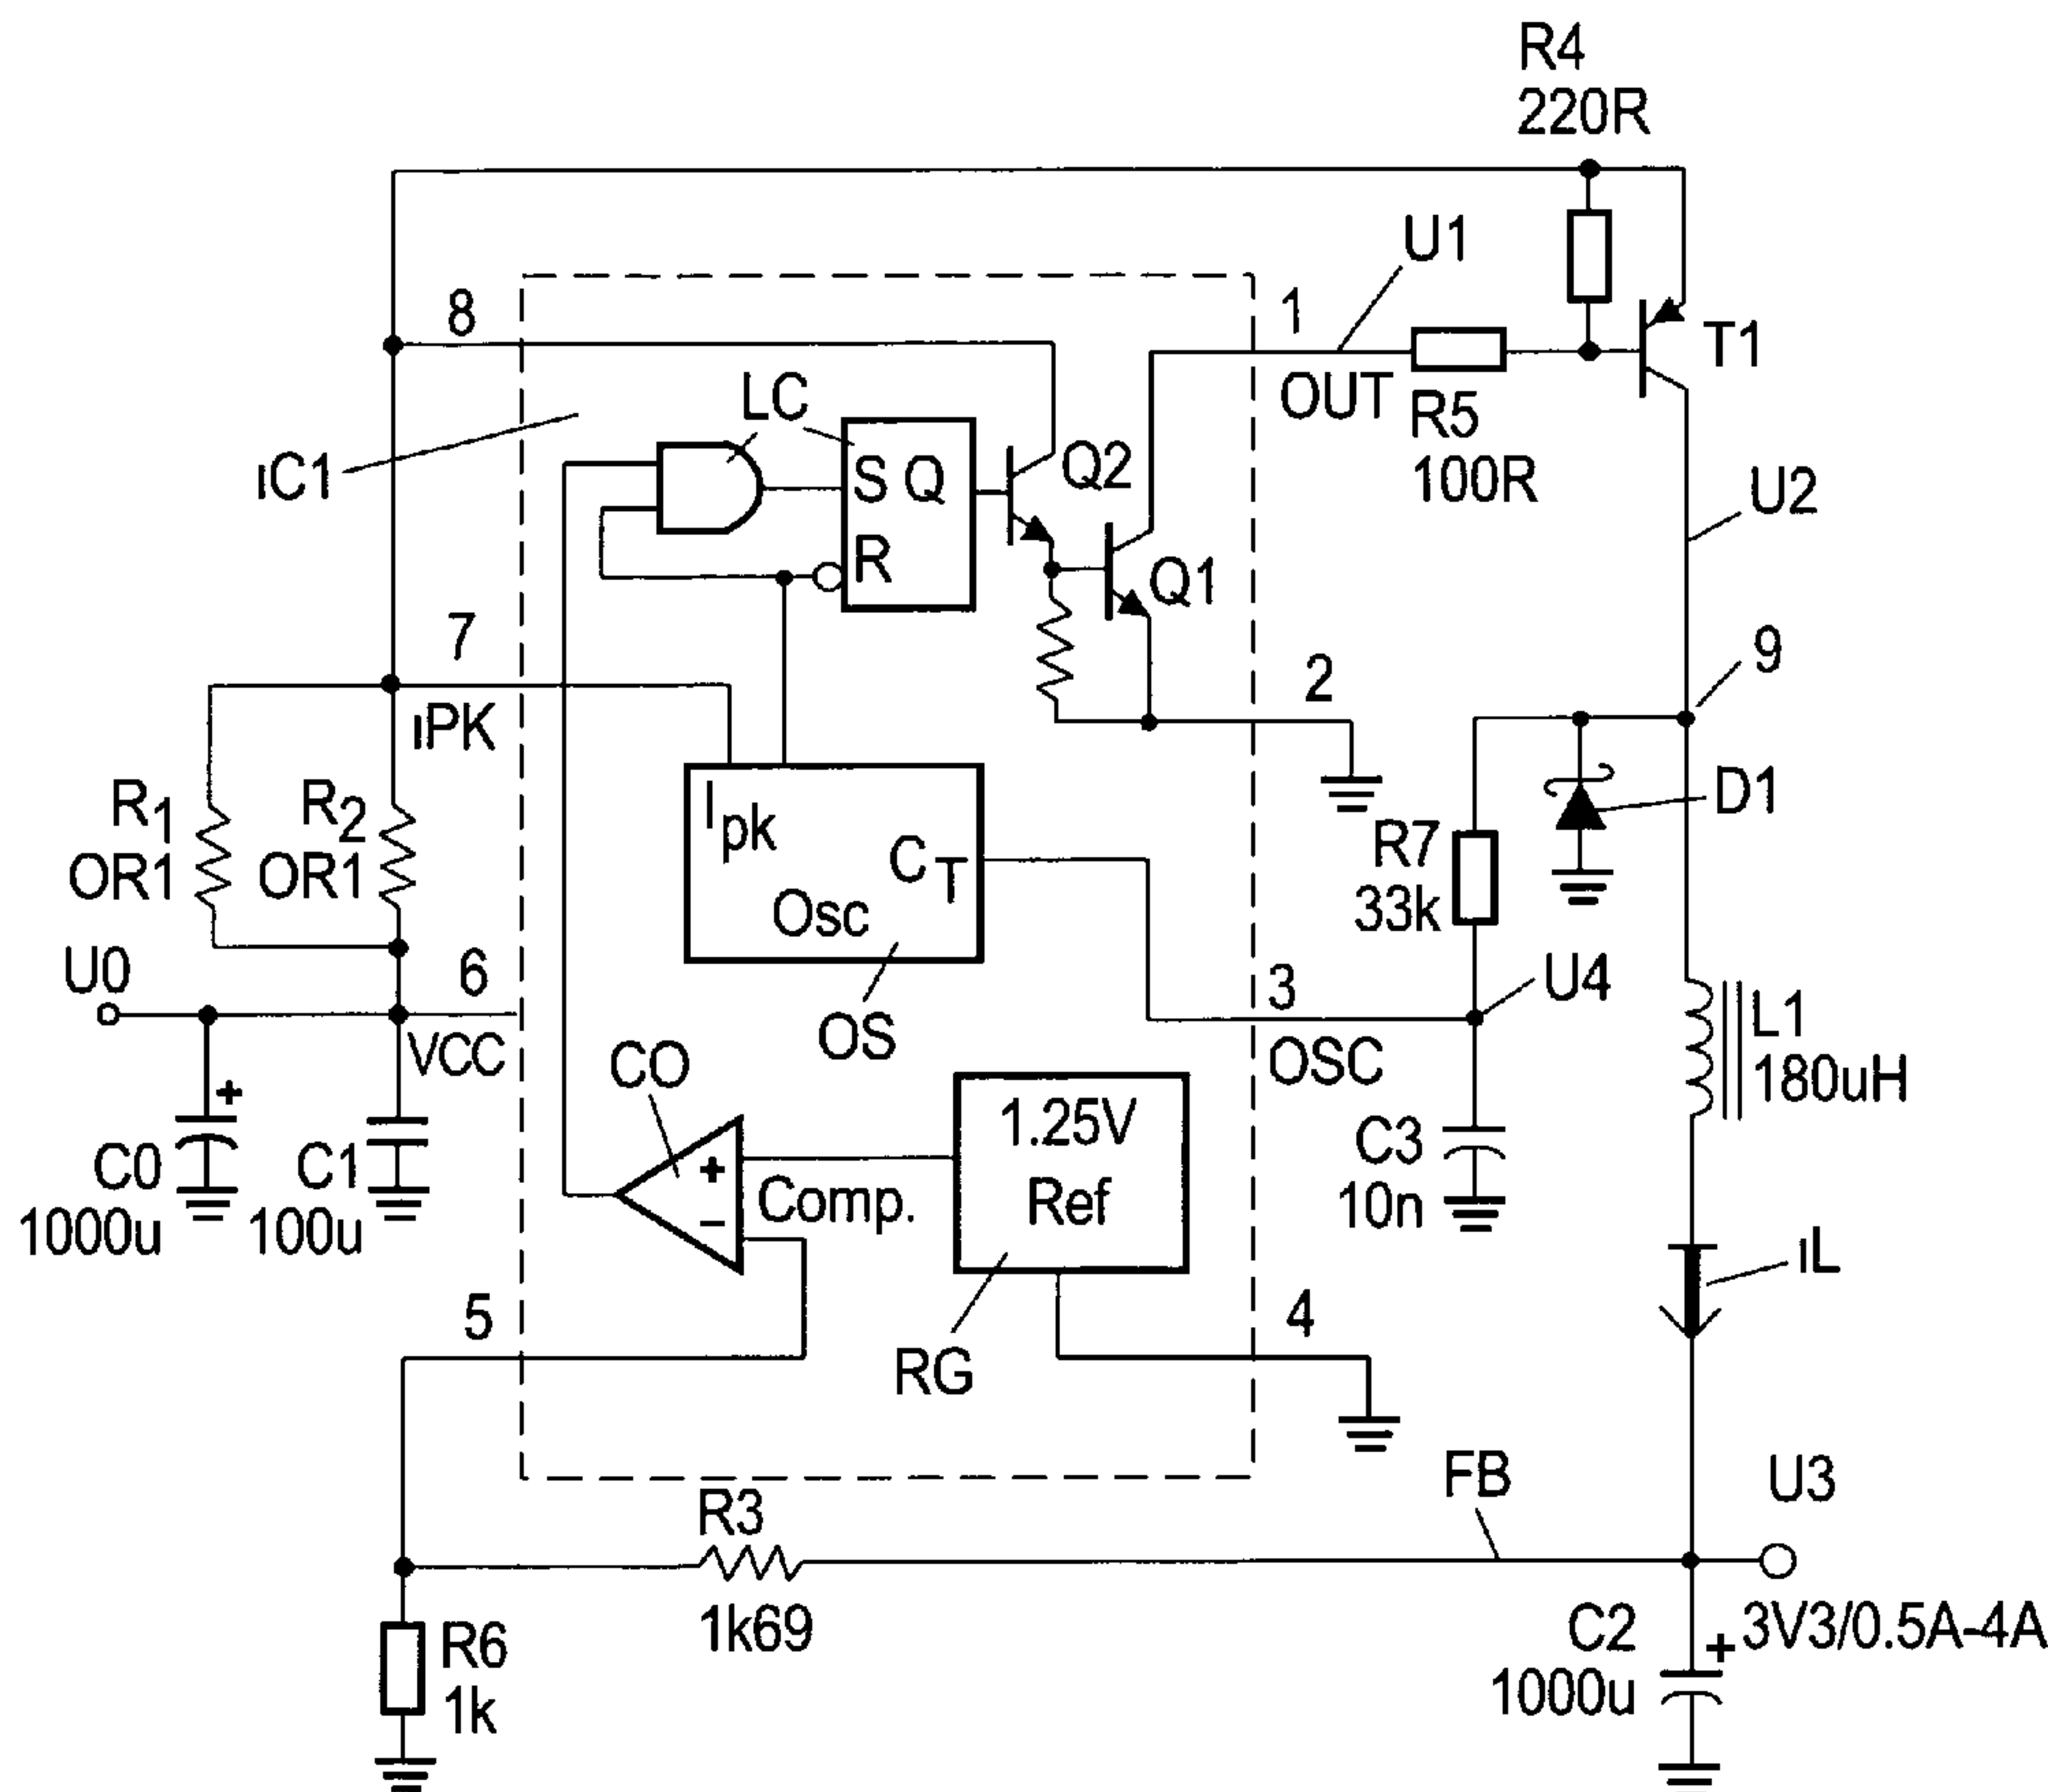 R4
220R
U1
8
1
T1
LC
OUT
R5
100R
iC1
S Q
R
Q2
U2
Q1
7
2
9
iPK
R1
OR1
R2
OR1
Ipk
CT
Osc
D1
R7
33k
U0
6
VCC
OS
3
OSC
U4
L1
180uH
CO
1.25V
Ref
+
Comp.
−
+
C0
1000u
C1
100u
C3
10n
iL
5
RG
4
FB
U3
R3
1k69
3V3/0.5A-4A
R6
1k
C2
1000u
+